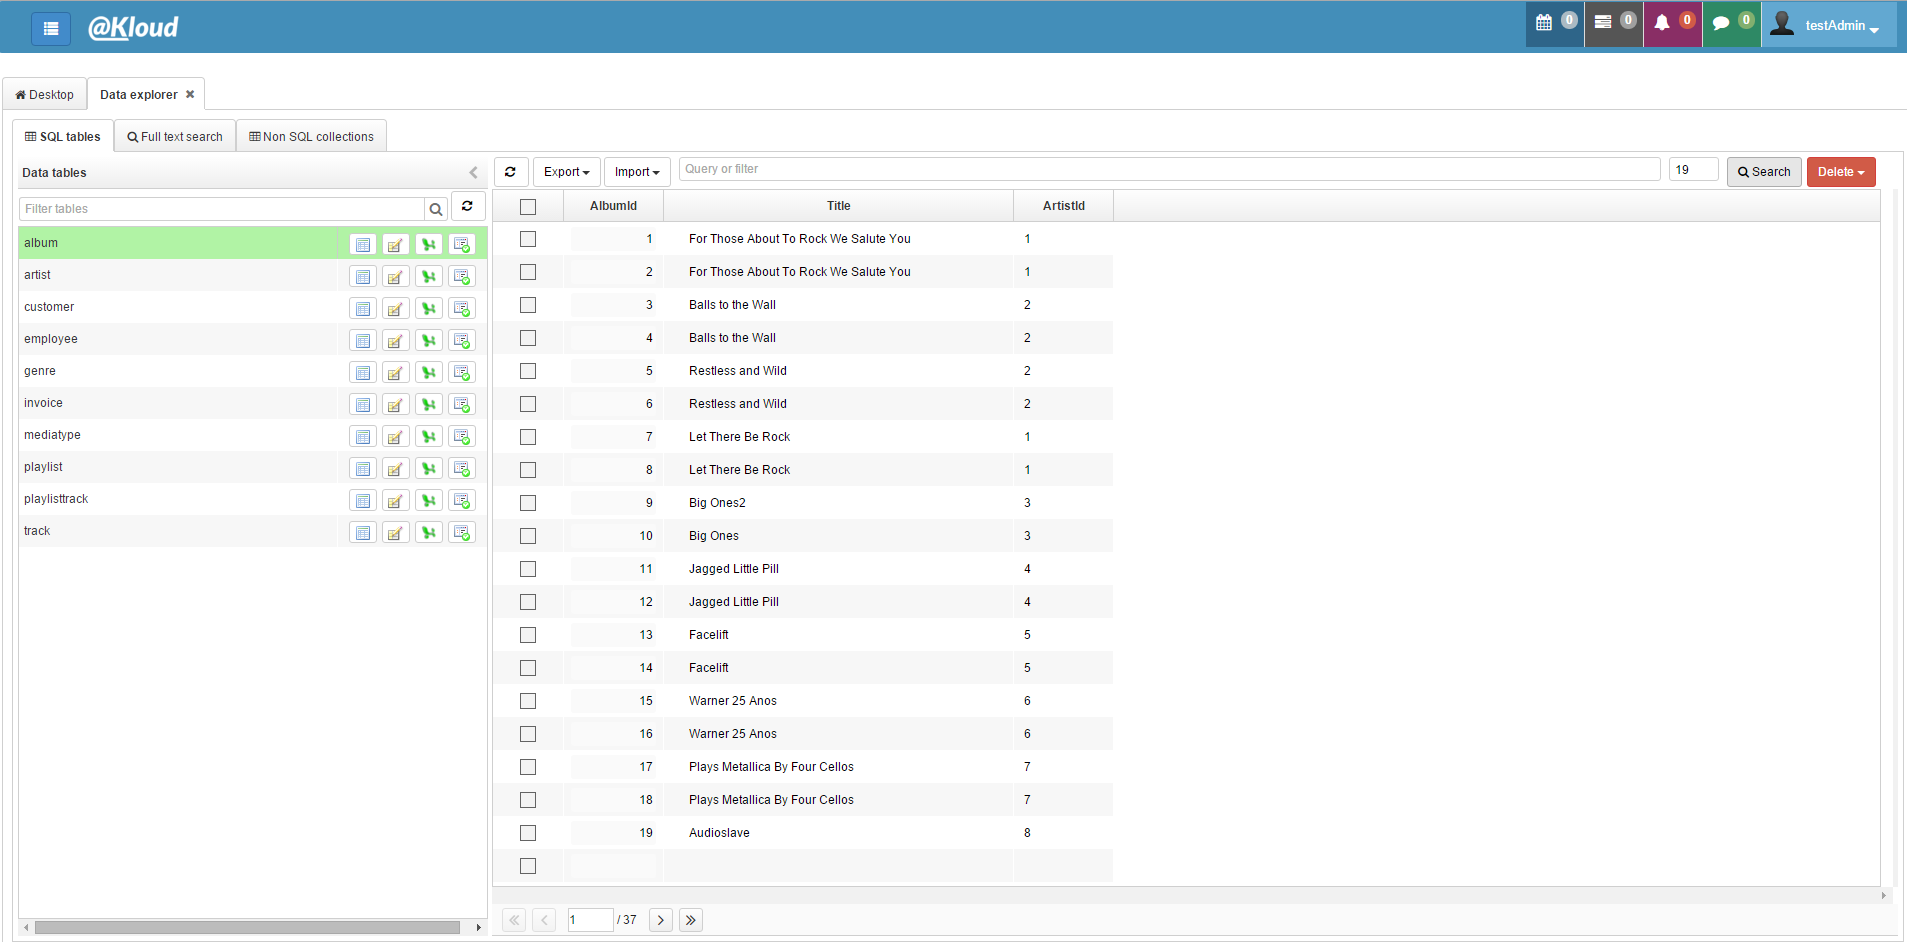 @Kloud
0 0 0 0 testAdmin
Desktop Data explorer
SQL tables Full text search Non SQL collections
Data tables
Export Import Query or filter 19 Search Delete
Filter tables
album
artist
customer
employee
genre
invoice
mediatype
playlist
playlisttrack
track
AlbumId Title ArtistId
1 For Those About To Rock We Salute You 1
2 For Those About To Rock We Salute You 1
3 Balls to the Wall 2
4 Balls to the Wall 2
5 Restless and Wild 2
6 Restless and Wild 2
7 Let There Be Rock 1
8 Let There Be Rock 1
9 Big Ones2 3
10 Big Ones 3
11 Jagged Little Pill 4
12 Jagged Little Pill 4
13 Facelift 5
14 Facelift 5
15 Warner 25 Anos 6
16 Warner 25 Anos 6
17 Plays Metallica By Four Cellos 7
18 Plays Metallica By Four Cellos 7
19 Audioslave 8
1 / 37